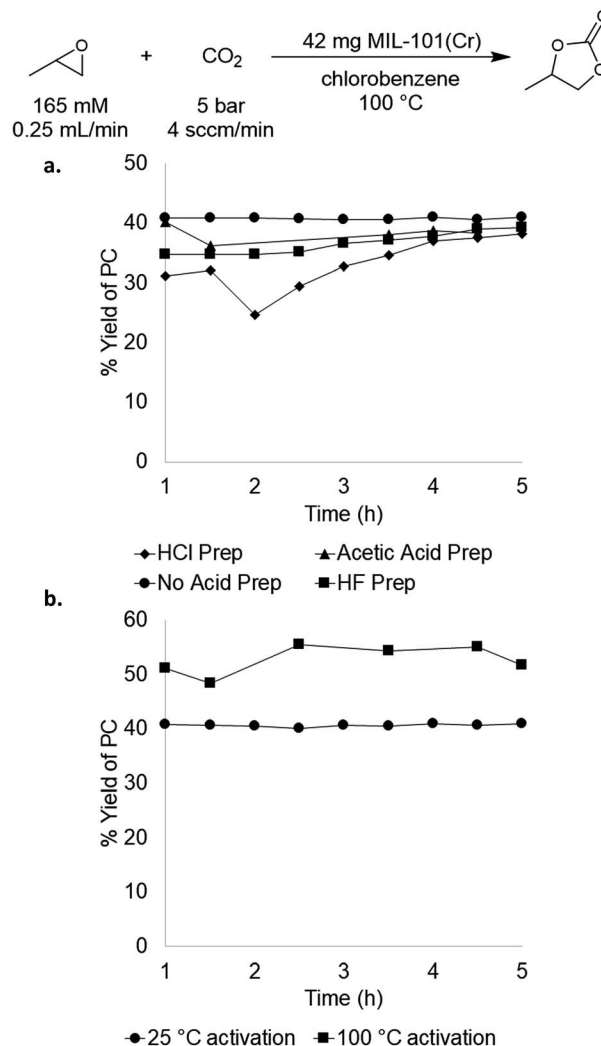 O
+
CO2
42 mg MIL-101(Cr)
chlorobenzene
100 °C
O
O
O
165 mM
0.25 mL/min
5 bar
4 sccm/min
a.
50
40
30
20
10
0
% Yield of PC
1 2 3 4 5
Time (h)
HCl Prep
Acetic Acid Prep
No Acid Prep
HF Prep
b.
60
50
40
30
20
10
0
% Yield of PC
1 2 3 4 5
Time (h)
25 °C activation
100 °C activation